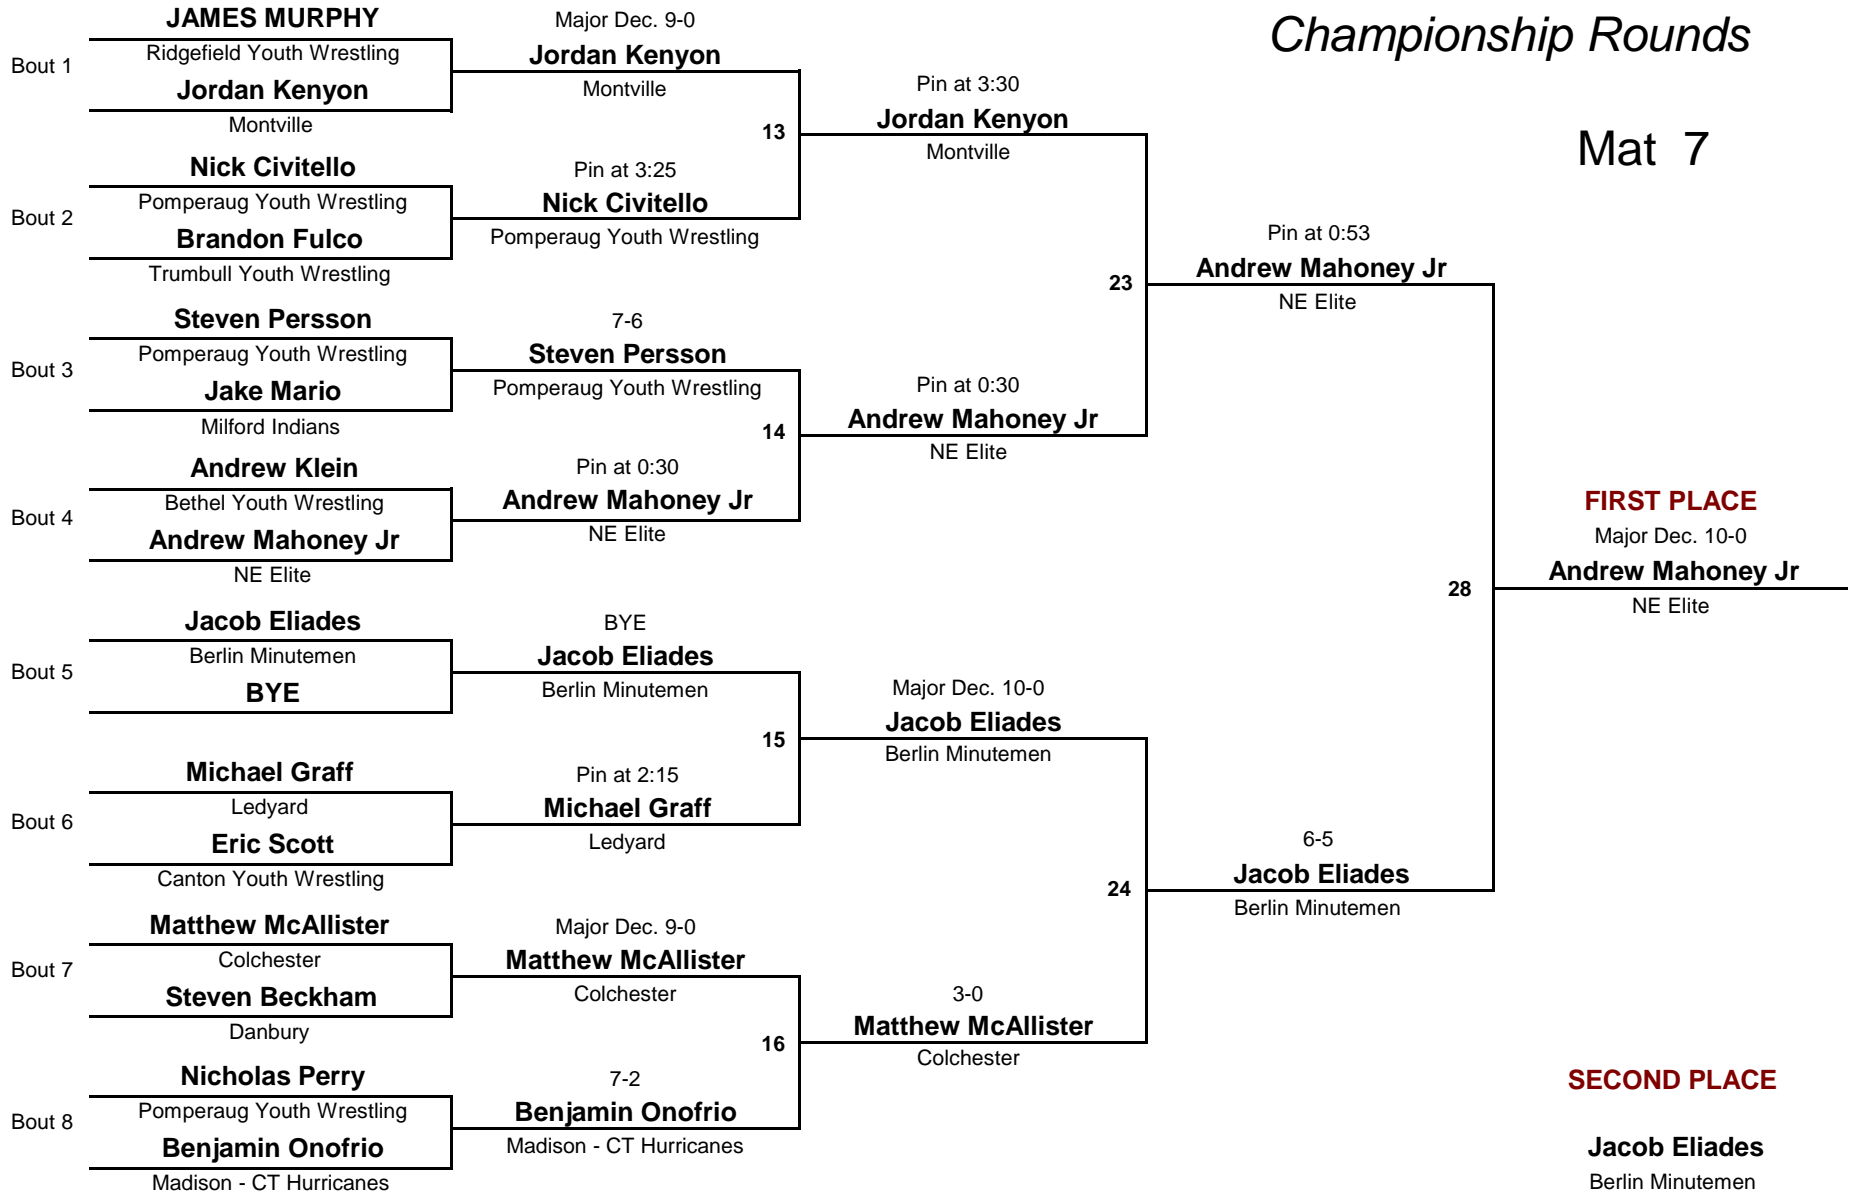 Championship Rounds
Mat 7
Bout 1
JAMES MURPHY
Ridgefield Youth Wrestling
Jordan Kenyon
Montville
Bout 2
Nick Civitello
Pomperaug Youth Wrestling
Brandon Fulco
Trumbull Youth Wrestling
Bout 3
Steven Persson
Pomperaug Youth Wrestling
Jake Mario
Milford Indians
Bout 4
Andrew Klein
Bethel Youth Wrestling
Andrew Mahoney Jr
NE Elite
Bout 5
Jacob Eliades
Berlin Minutemen
BYE
Bout 6
Michael Graff
Ledyard
Eric Scott
Canton Youth Wrestling
Bout 7
Matthew McAllister
Colchester
Steven Beckham
Danbury
Bout 8
Nicholas Perry
Pomperaug Youth Wrestling
Benjamin Onofrio
Madison - CT Hurricanes
Major Dec. 9-0
Jordan Kenyon
Montville
13
Pin at 3:25
Nick Civitello
Pomperaug Youth Wrestling
7-6
Steven Persson
Pomperaug Youth Wrestling
14
Pin at 0:30
Andrew Mahoney Jr
NE Elite
BYE
Jacob Eliades
Berlin Minutemen
15
Pin at 2:15
Michael Graff
Ledyard
Major Dec. 9-0
Matthew McAllister
Colchester
16
7-2
Benjamin Onofrio
Madison - CT Hurricanes
Pin at 3:30
Jordan Kenyon
Montville
23
Pin at 0:30
Andrew Mahoney Jr
NE Elite
Major Dec. 10-0
Jacob Eliades
Berlin Minutemen
24
3-0
Matthew McAllister
Colchester
Pin at 0:53
Andrew Mahoney Jr
NE Elite
28
6-5
Jacob Eliades
Berlin Minutemen
FIRST PLACE
Major Dec. 10-0
Andrew Mahoney Jr
NE Elite
SECOND PLACE
Jacob Eliades
Berlin Minutemen